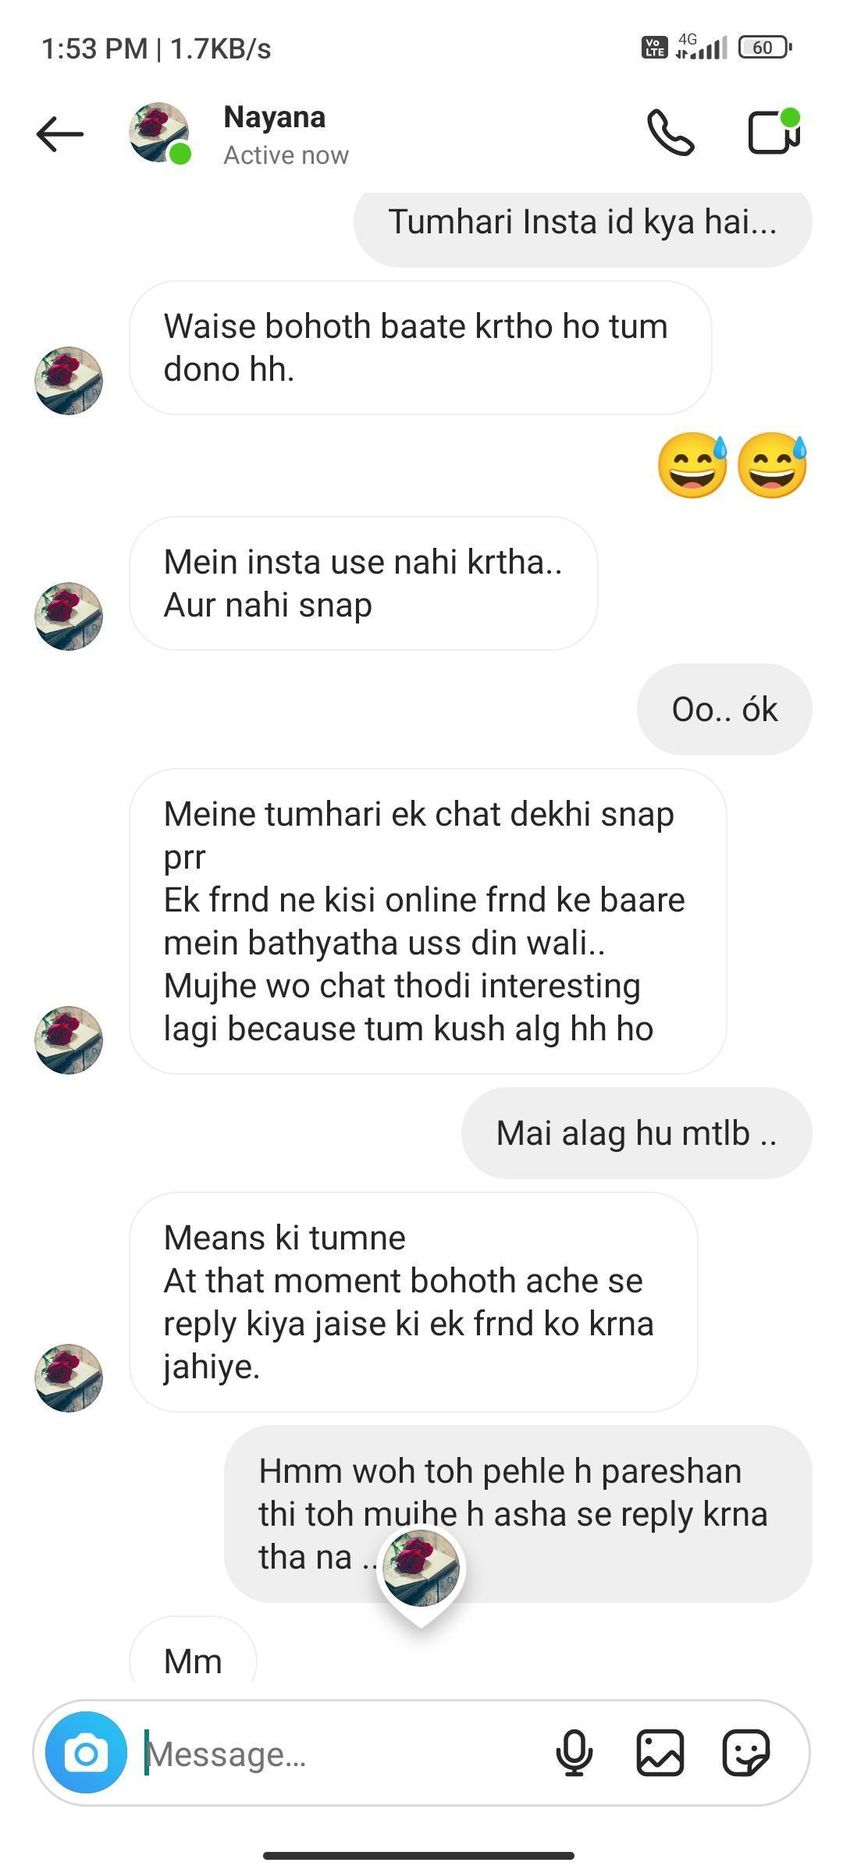 1:53 PM | 1.7KB/s
Vo
LTE
4G
60
Nayana
Active now
Tumhari Insta id kya hai...
Waise bohoth baate krtho ho tum
dono hh.
😅😅
Mein insta use nahi krtha..
Aur nahi snap
Oo.. ók
Meine tumhari ek chat dekhi snap
prr
Ek frnd ne kisi online frnd ke baare
mein bathyatha uss din wali..
Mujhe wo chat thodi interesting
lagi because tum kush alg hh ho
Mai alag hu mtlb ..
Means ki tumne
At that moment bohoth ache se
reply kiya jaise ki ek frnd ko krna
jahiye.
Hmm woh toh pehle h pareshan
thi toh mujhe h asha se reply krna
tha na ..
Mm
Message...